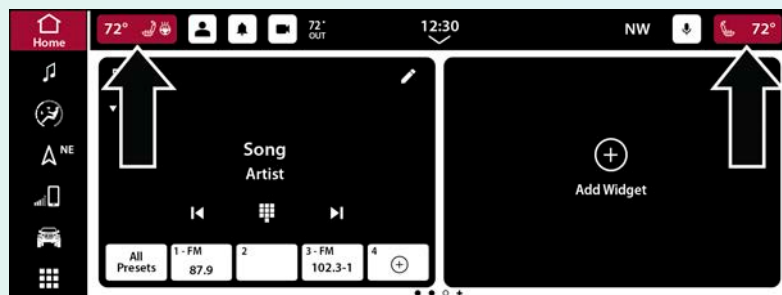 Home
72°
72°
OUT
12:30
NW
72°
NE
Song
Artist
Add Widget
All
Presets
1 - FM
87.9
2
3 - FM
102.3-1
4